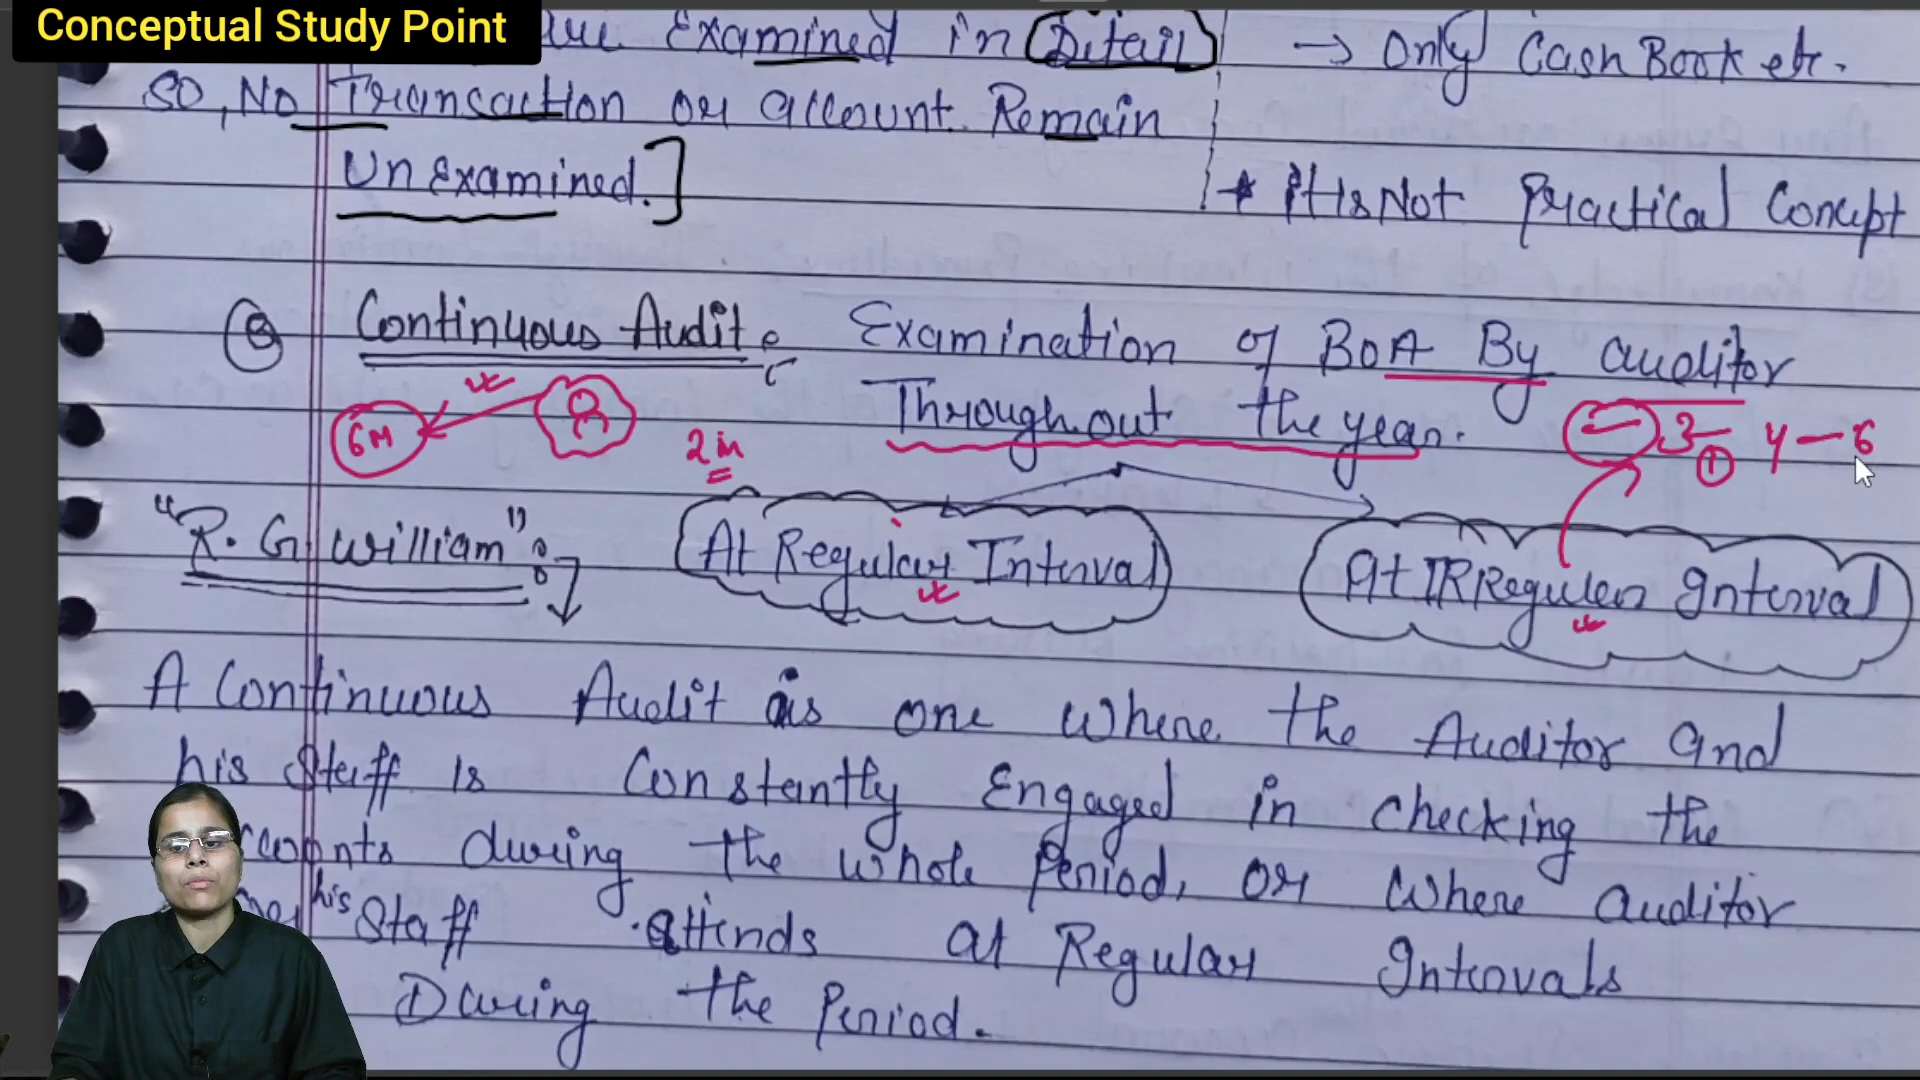 Conceptual Study Point
are Examined in Detail
→ Only Cash Book etc.
So, No Transaction or account Remain
Unexamined.]
* it Is Not Practical Concept
Continuous Audit: Examination of BOA By auditor
Throughout the year.
6M
2 in
3 ① 4 — 6
"R. G. William":
At Regular Interval
At IRRegular Interval
A Continuous Audit is one where the Auditor and
his Staff is Constantly Engaged in checking the
during the whole Period, or where auditor
his Staff attends at Regular Intervals
During the Period.